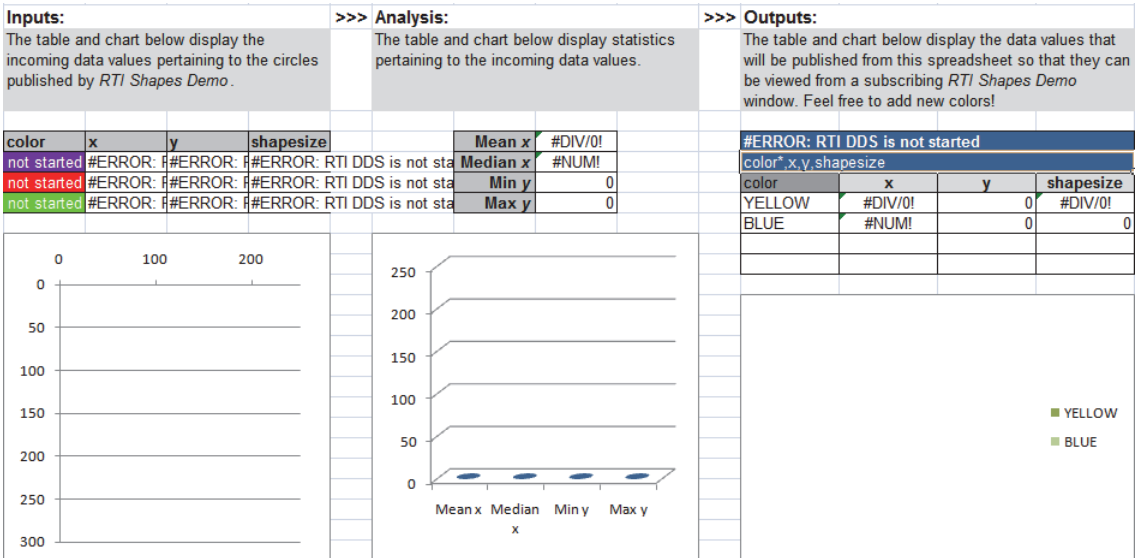 Inputs:
The table and chart below display the
incoming data values pertaining to the circles
published by RTI Shapes Demo.
color x y shapesize
not started #ERROR: #ERROR: #ERROR: RTI DDS is not sta
not started #ERROR: #ERROR: #ERROR: RTI DDS is not sta
not started #ERROR: #ERROR: #ERROR: RTI DDS is not sta
0 100 200
0
50
100
150
200
250
300
>>> Analysis:
The table and chart below display statistics
pertaining to the incoming data values.
Mean x #DIV/0!
Median x #NUM!
Min y 0
Max y 0
250
200
150
100
50
0
Mean x Median x Min y Max y
>>> Outputs:
The table and chart below display the data values that
will be published from this spreadsheet so that they can
be viewed from a subscribing RTI Shapes Demo
window. Feel free to add new colors!
#ERROR: RTI DDS is not started
color*,x,y,shapesize
color x y shapesize
YELLOW #DIV/0! 0 #DIV/0!
BLUE #NUM! 0 0
YELLOW
BLUE